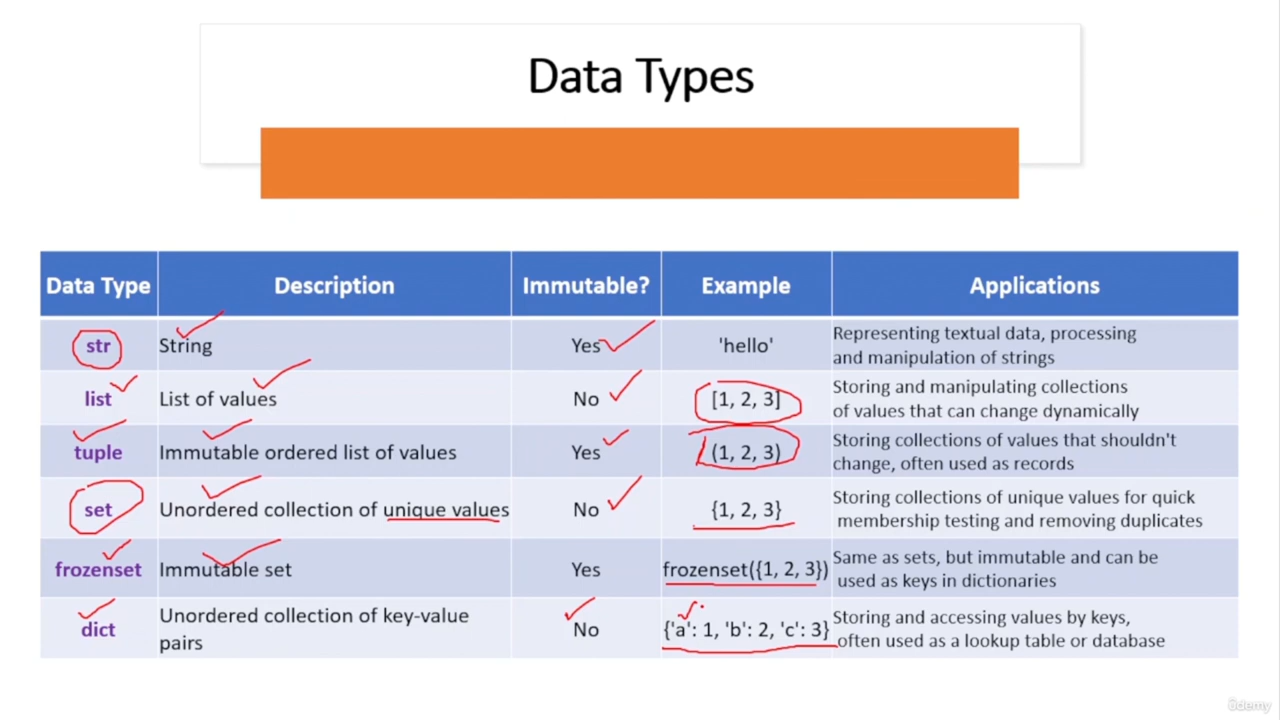 Data Types
Data Type Description Immutable? Example Applications
str String Yes 'hello' Representing textual data, processing
and manipulation of strings
list List of values No [1, 2, 3] Storing and manipulating collections
of values that can change dynamically
tuple Immutable ordered list of values Yes (1, 2, 3) Storing collections of values that shouldn't
change, often used as records
set Unordered collection of unique values No {1, 2, 3} Storing collections of unique values for quick
membership testing and removing duplicates
frozenset Immutable set Yes frozenset({1, 2, 3}) Same as sets, but immutable and can be
used as keys in dictionaries
dict Unordered collection of key-value
pairs No {'a': 1, 'b': 2, 'c': 3} Storing and accessing values by keys,
often used as a lookup table or database
ûdemy